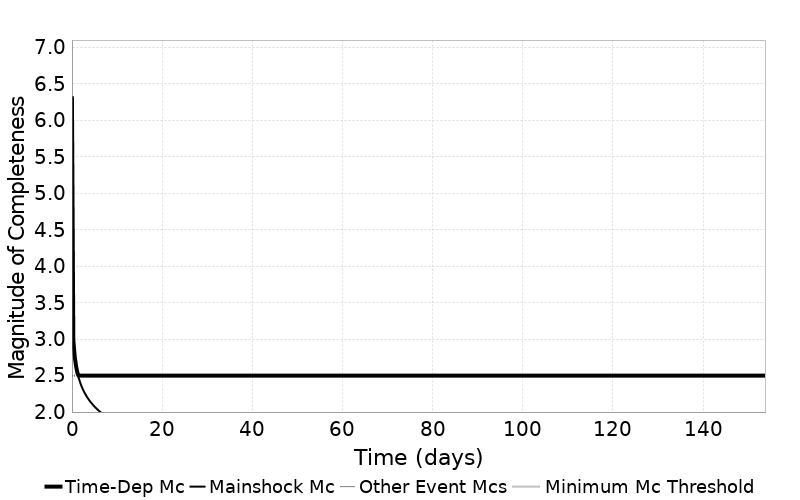 7.0
6.5
6.0
5.5
5.0
4.5
4.0
3.5
3.0
2.5
2.0
Magnitude of Completeness
0 20 40 60 80 100 120 140
Time (days)
Time-Dep Mc Mainshock Mc Other Event Mcs Minimum Mc Threshold